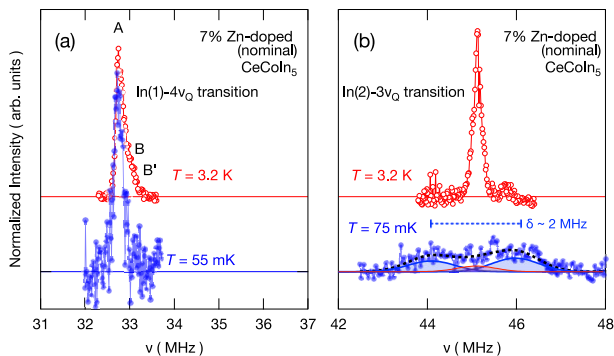 (a)
A
7% Zn-doped
(nominal)
CeCoIn5
In(1)-4νQ transition
B
B'
T = 3.2 K
T = 55 mK
31 32 33 34 35 36 37
ν ( MHz )
Normalized Intensity ( arb. units )
(b)
7% Zn-doped
(nominal)
CeCoIn5
In(2)-3νQ transition
T = 3.2 K
T = 75 mK
δ ~ 2 MHz
42 44 46 48
ν ( MHz )